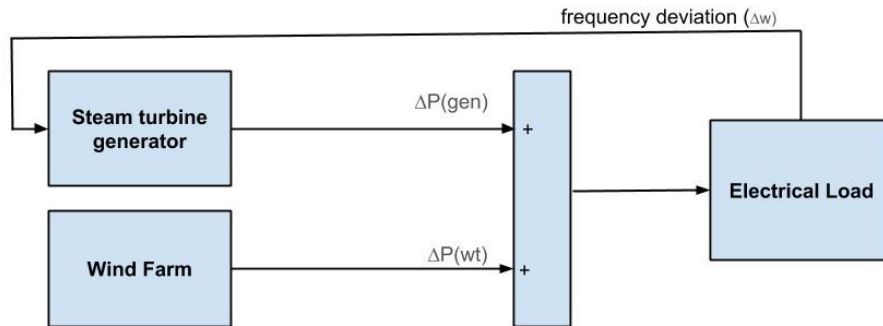 frequency deviation (Δw)
Steam turbine
generator
ΔP(gen)
+
Electrical Load
Wind Farm
ΔP(wt)
+